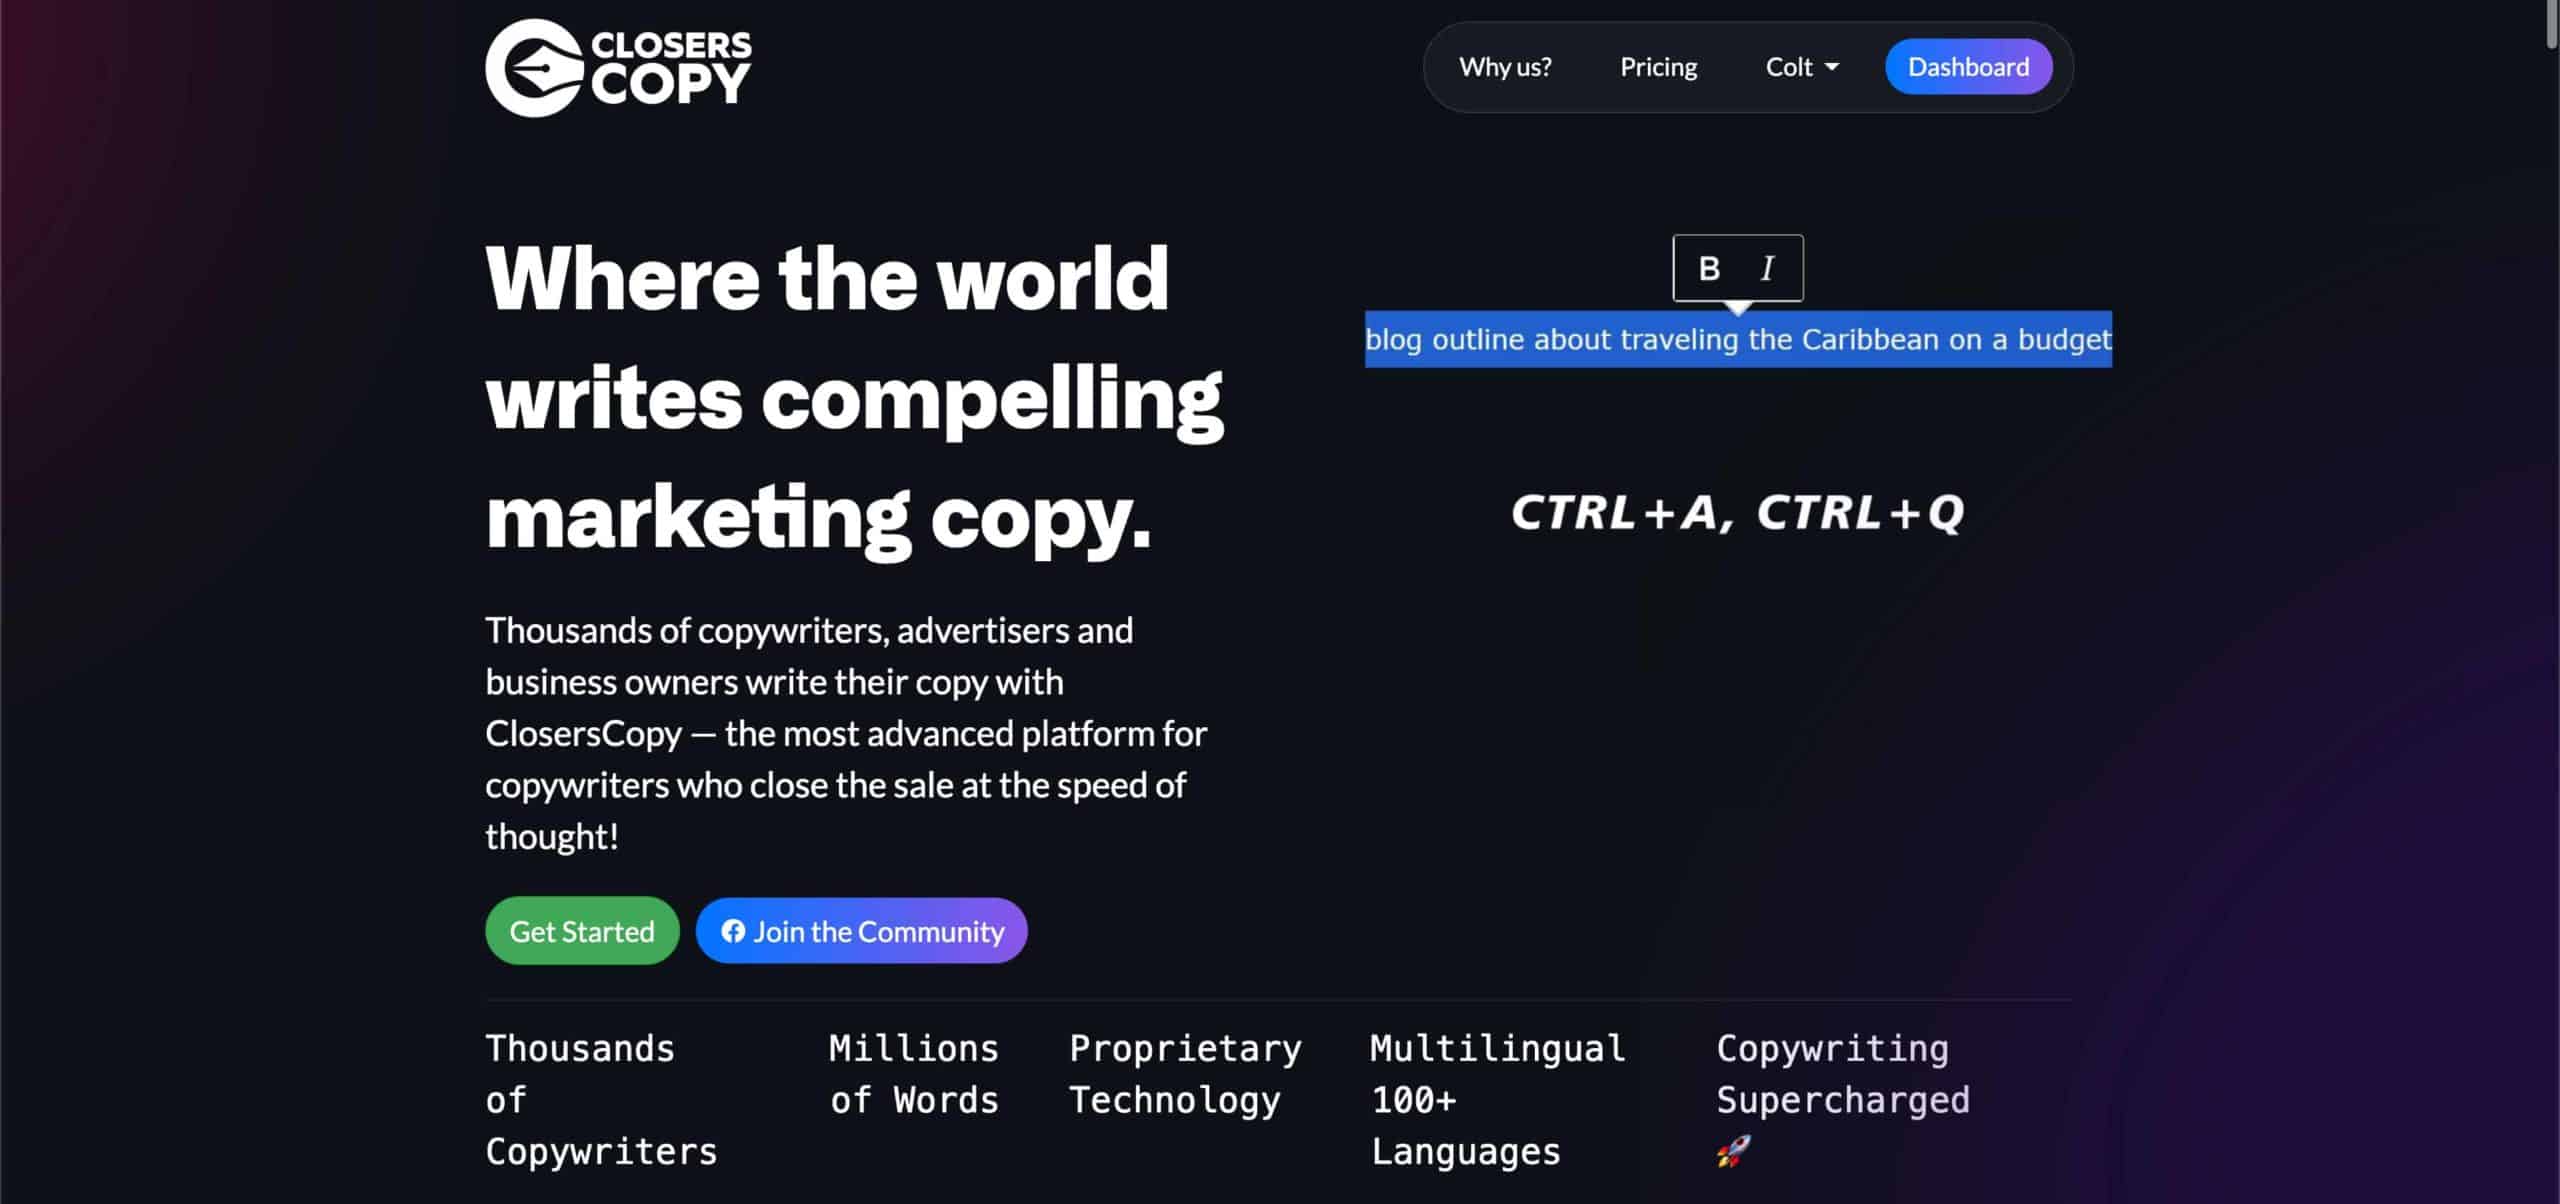 CLOSERS
COPY
Why us?
Pricing
Colt
Dashboard
Where the world
writes compelling
marketing copy.
B I
blog outline about traveling the Caribbean on a budget
CTRL+A, CTRL+Q
Thousands of copywriters, advertisers and
business owners write their copy with
ClosersCopy — the most advanced platform for
copywriters who close the sale at the speed of
thought!
Get Started
Join the Community
Thousands
of
Copywriters
Millions
of Words
Proprietary
Technology
Multilingual
100+
Languages
Copywriting
Supercharged
🚀